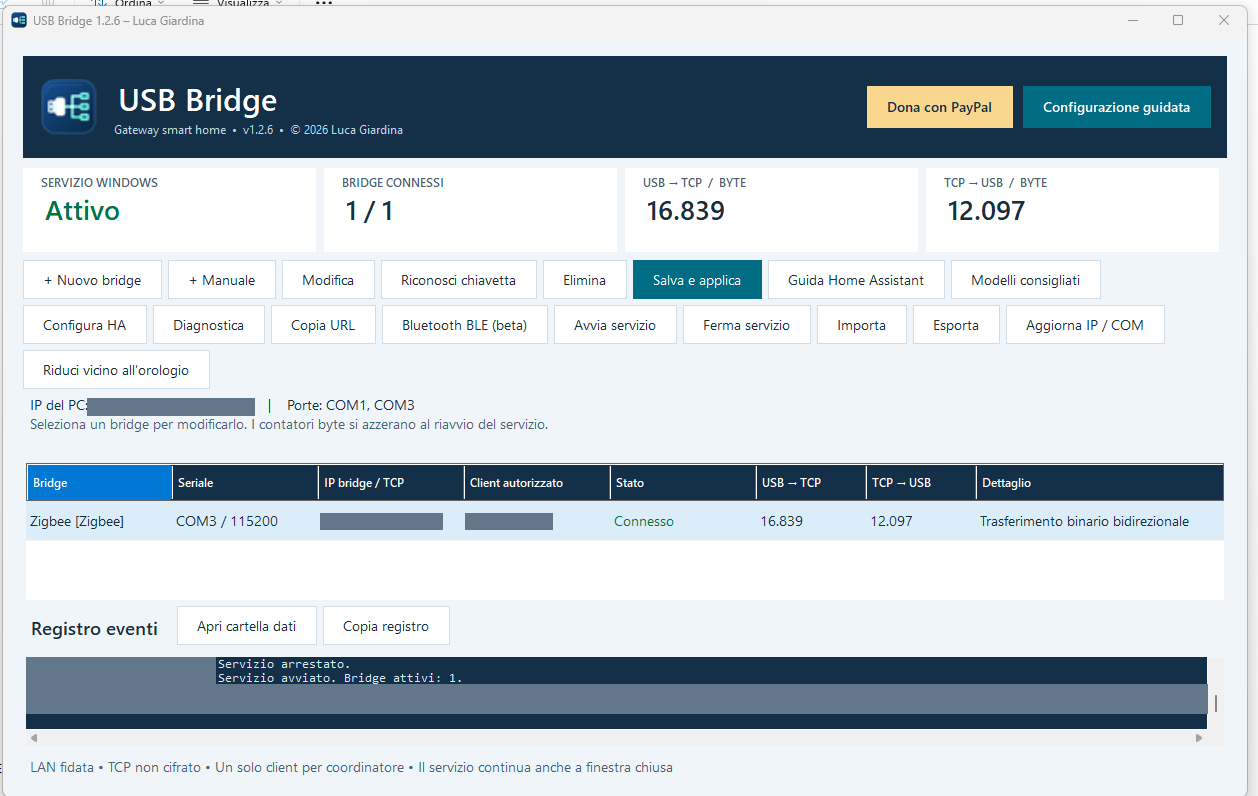 Ordina Visualizza
USB Bridge 1.2.6 – Luca Giardina
USB Bridge
Gateway smart home • v1.2.6 • © 2026 Luca Giardina
Dona con PayPal
Configurazione guidata
SERVIZIO WINDOWS
Attivo
BRIDGE CONNESSI
1 / 1
USB → TCP / BYTE
16.839
TCP → USB / BYTE
12.097
+ Nuovo bridge
+ Manuale
Modifica
Riconosci chiavetta
Elimina
Salva e applica
Guida Home Assistant
Modelli consigliati
Configura HA
Diagnostica
Copia URL
Bluetooth BLE (beta)
Avvia servizio
Ferma servizio
Importa
Esporta
Aggiorna IP / COM
Riduci vicino all'orologio
IP del PC: | Porte: COM1, COM3
Seleziona un bridge per modificarlo. I contatori byte si azzerano al riavvio del servizio.
Bridge Seriale IP bridge / TCP Client autorizzato Stato USB → TCP TCP → USB Dettaglio
Zigbee [Zigbee] COM3 / 115200 Connesso 16.839 12.097 Trasferimento binario bidirezionale
Registro eventi
Apri cartella dati
Copia registro
Servizio arrestato.
Servizio avviato. Bridge attivi: 1.
LAN fidata • TCP non cifrato • Un solo client per coordinatore • Il servizio continua anche a finestra chiusa